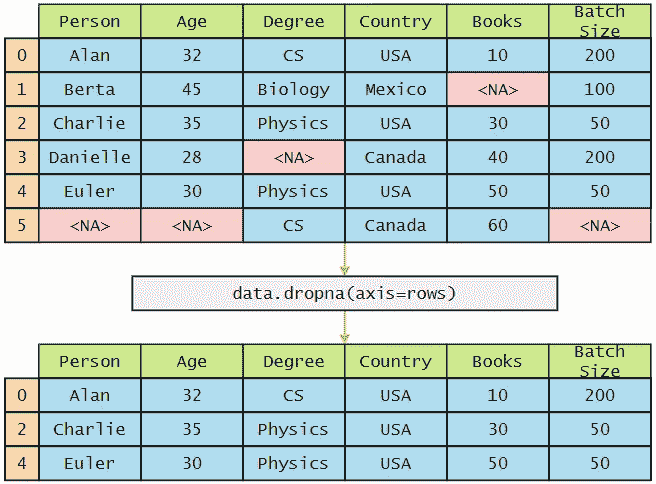 Person Age Degree Country Books Batch Size
0 Alan 32 CS USA 10 200
1 Berta 45 Biology Mexico <NA> 100
2 Charlie 35 Physics USA 30 50
3 Danielle 28 <NA> Canada 40 200
4 Euler 30 Physics USA 50 50
5 <NA> <NA> CS Canada 60 <NA>
data.dropna(axis=rows)
Person Age Degree Country Books Batch Size
0 Alan 32 CS USA 10 200
2 Charlie 35 Physics USA 30 50
4 Euler 30 Physics USA 50 50